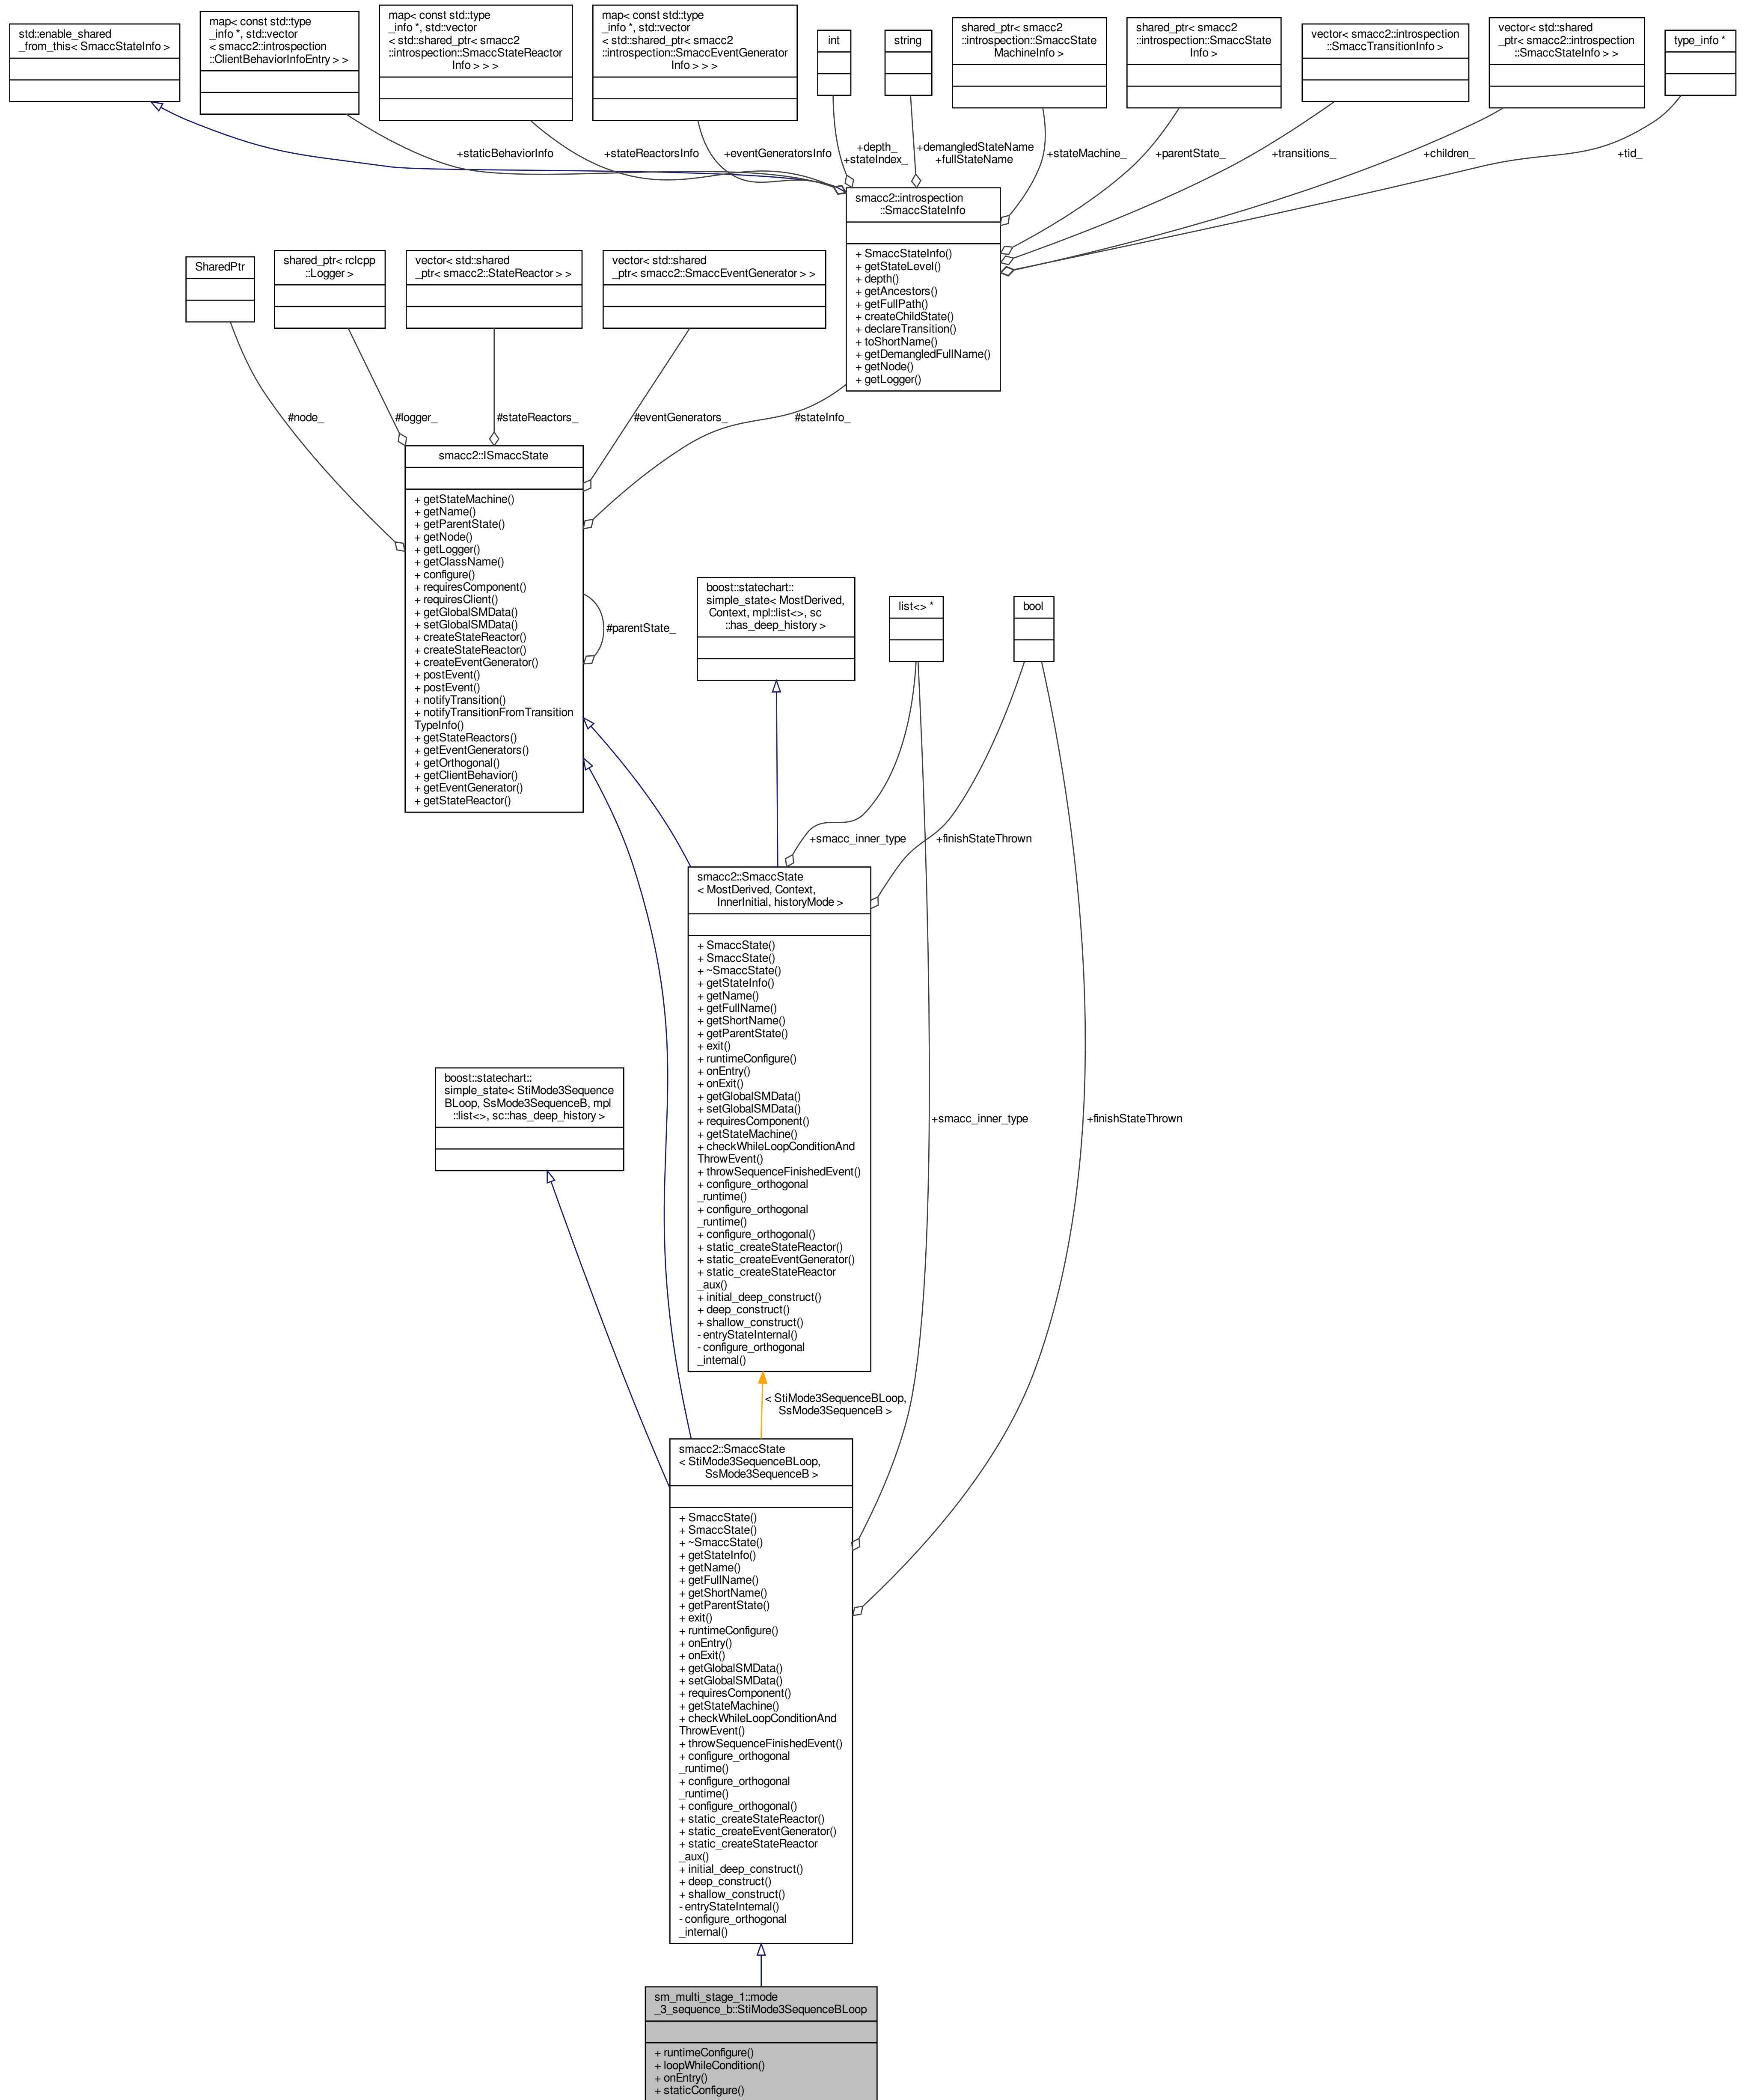 std::enable_shared
_from_this< SmaccStateInfo >
map< const std::type
_info *, std::vector
< smacc2::introspection
::ClientBehaviorInfoEntry > >
map< const std::type
_info *, std::vector
< std::shared_ptr< smacc2
::introspection::SmaccStateReactor
Info > > >
map< const std::type
_info *, std::vector
< std::shared_ptr< smacc2
::introspection::SmaccEventGenerator
Info > > >
int
string
shared_ptr< smacc2
::introspection::SmaccState
MachineInfo >
shared_ptr< smacc2
::introspection::SmaccState
Info >
vector< smacc2::introspection
::SmaccTransitionInfo >
vector< std::shared
_ptr< smacc2::introspection
::SmaccStateInfo > >
type_info *
+staticBehaviorInfo
+stateReactorsInfo
+eventGeneratorsInfo
+depth_
+stateIndex_
+demangledStateName
+fullStateName
+stateMachine_
+parentState_
+transitions_
+children_
+tid_
smacc2::introspection
::SmaccStateInfo
+ SmaccStateInfo()
+ getStateLevel()
+ depth()
+ getAncestors()
+ getFullPath()
+ createChildState()
+ declareTransition()
+ toShortName()
+ getDemangledFullName()
+ getNode()
+ getLogger()
SharedPtr
shared_ptr< rclcpp
::Logger >
vector< std::shared
_ptr< smacc2::StateReactor > >
vector< std::shared
_ptr< smacc2::SmaccEventGenerator > >
#node_
#logger_
#stateReactors_
#eventGenerators_
#stateInfo_
smacc2::ISmaccState
+ getStateMachine()
+ getName()
+ getParentState()
+ getNode()
+ getLogger()
+ getClassName()
+ configure()
+ requiresComponent()
+ requiresClient()
+ getGlobalSMData()
+ setGlobalSMData()
+ createStateReactor()
+ createStateReactor()
+ createEventGenerator()
+ postEvent()
+ postEvent()
+ notifyTransition()
+ notifyTransitionFromTransition
TypeInfo()
+ getStateReactors()
+ getEventGenerators()
+ getOrthogonal()
+ getClientBehavior()
+ getEventGenerator()
+ getStateReactor()
#parentState_
boost::statechart::
simple_state< MostDerived,
Context, mpl::list<>, sc
::has_deep_history >
list<> *
bool
+smacc_inner_type
+finishStateThrown
smacc2::SmaccState
< MostDerived, Context,
InnerInitial, historyMode >
+ SmaccState()
+ SmaccState()
+ ~SmaccState()
+ getStateInfo()
+ getName()
+ getFullName()
+ getShortName()
+ getParentState()
+ exit()
+ runtimeConfigure()
+ onEntry()
+ onExit()
+ getGlobalSMData()
+ setGlobalSMData()
+ requiresComponent()
+ getStateMachine()
+ checkWhileLoopConditionAnd
ThrowEvent()
+ throwSequenceFinishedEvent()
+ configure_orthogonal
_runtime()
+ configure_orthogonal
_runtime()
+ configure_orthogonal()
+ static_createStateReactor()
+ static_createEventGenerator()
+ static_createStateReactor
_aux()
+ initial_deep_construct()
+ deep_construct()
+ shallow_construct()
- entryStateInternal()
- configure_orthogonal
_internal()
boost::statechart::
simple_state< StiMode3Sequence
BLoop, SsMode3SequenceB, mpl
::list<>, sc::has_deep_history >
+smacc_inner_type
+finishStateThrown
< StiMode3SequenceBLoop,
SsMode3SequenceB >
smacc2::SmaccState
< StiMode3SequenceBLoop,
SsMode3SequenceB >
+ SmaccState()
+ SmaccState()
+ ~SmaccState()
+ getStateInfo()
+ getName()
+ getFullName()
+ getShortName()
+ getParentState()
+ exit()
+ runtimeConfigure()
+ onEntry()
+ onExit()
+ getGlobalSMData()
+ setGlobalSMData()
+ requiresComponent()
+ getStateMachine()
+ checkWhileLoopConditionAnd
ThrowEvent()
+ throwSequenceFinishedEvent()
+ configure_orthogonal
_runtime()
+ configure_orthogonal
_runtime()
+ configure_orthogonal()
+ static_createStateReactor()
+ static_createEventGenerator()
+ static_createStateReactor
_aux()
+ initial_deep_construct()
+ deep_construct()
+ shallow_construct()
- entryStateInternal()
- configure_orthogonal
_internal()
sm_multi_stage_1::mode
_3_sequence_b::StiMode3SequenceBLoop
+ runtimeConfigure()
+ loopWhileCondition()
+ onEntry()
+ staticConfigure()